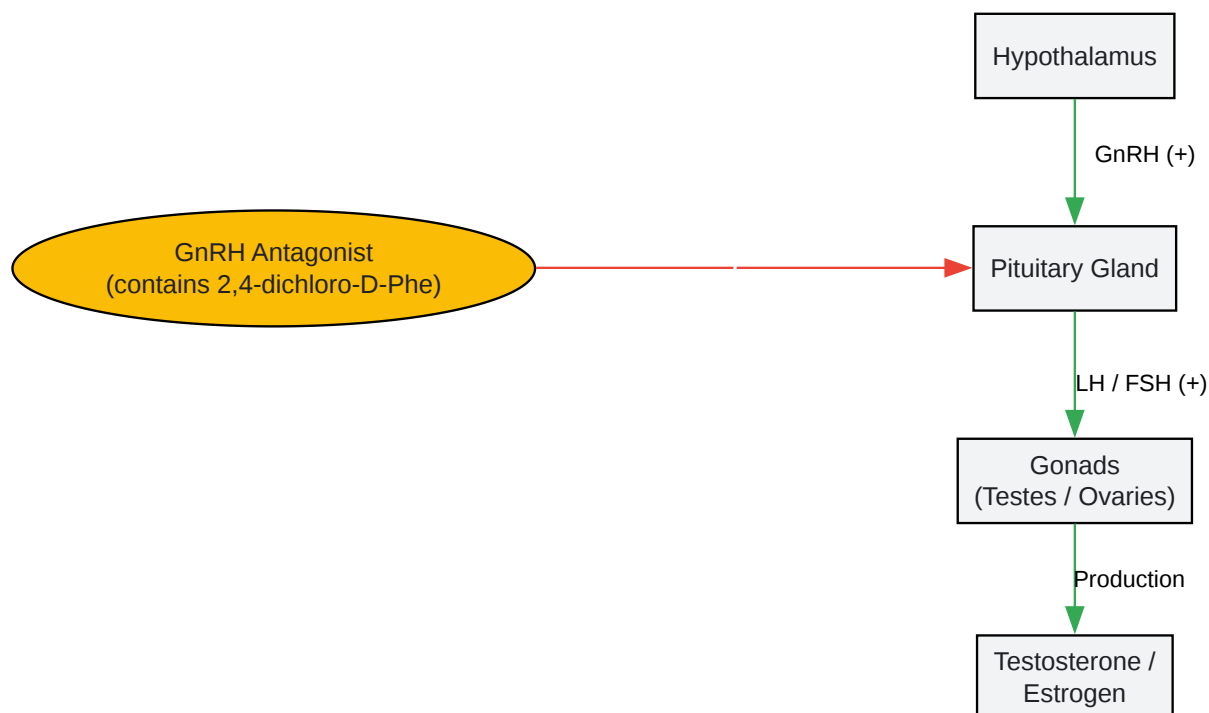 Hypothalamus
GnRH (+)
GnRH Antagonist
(contains 2,4-dichloro-D-Phe)
Pituitary Gland
LH / FSH (+)
Gonads
(Testes / Ovaries)
Production
Testosterone /
Estrogen